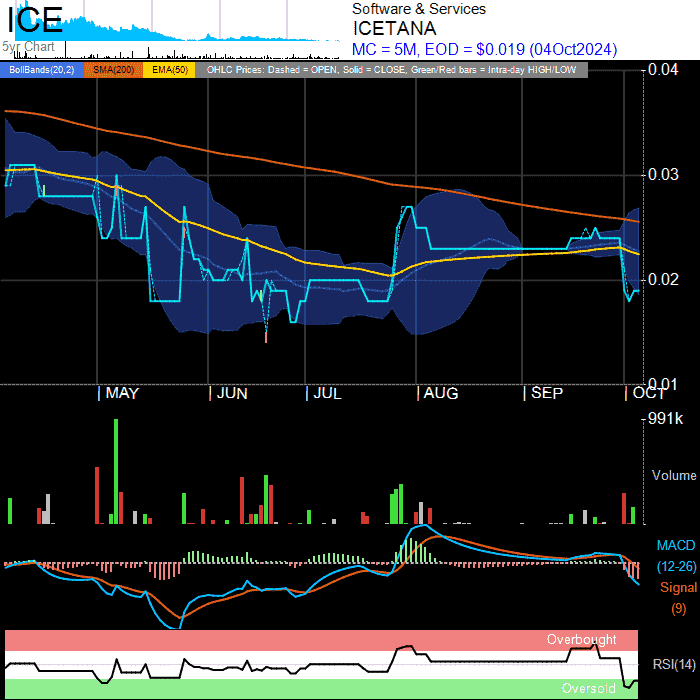 ICE
5yr Chart
Software & Services
ICETANA
MC = 5M, EOD = $0.019 (04Oct2024)
BollBands(20,2) SMA(200) EMA(50) OHLC Prices: Dashed = OPEN, Solid = CLOSE, Green/Red bars = Intra-day HIGH/LOW
0.04
0.03
0.02
0.01
MAY JUN JUL AUG SEP OCT
991k
Volume
MACD
(12-26)
Signal
(9)
Overbought
RSI(14)
Oversold